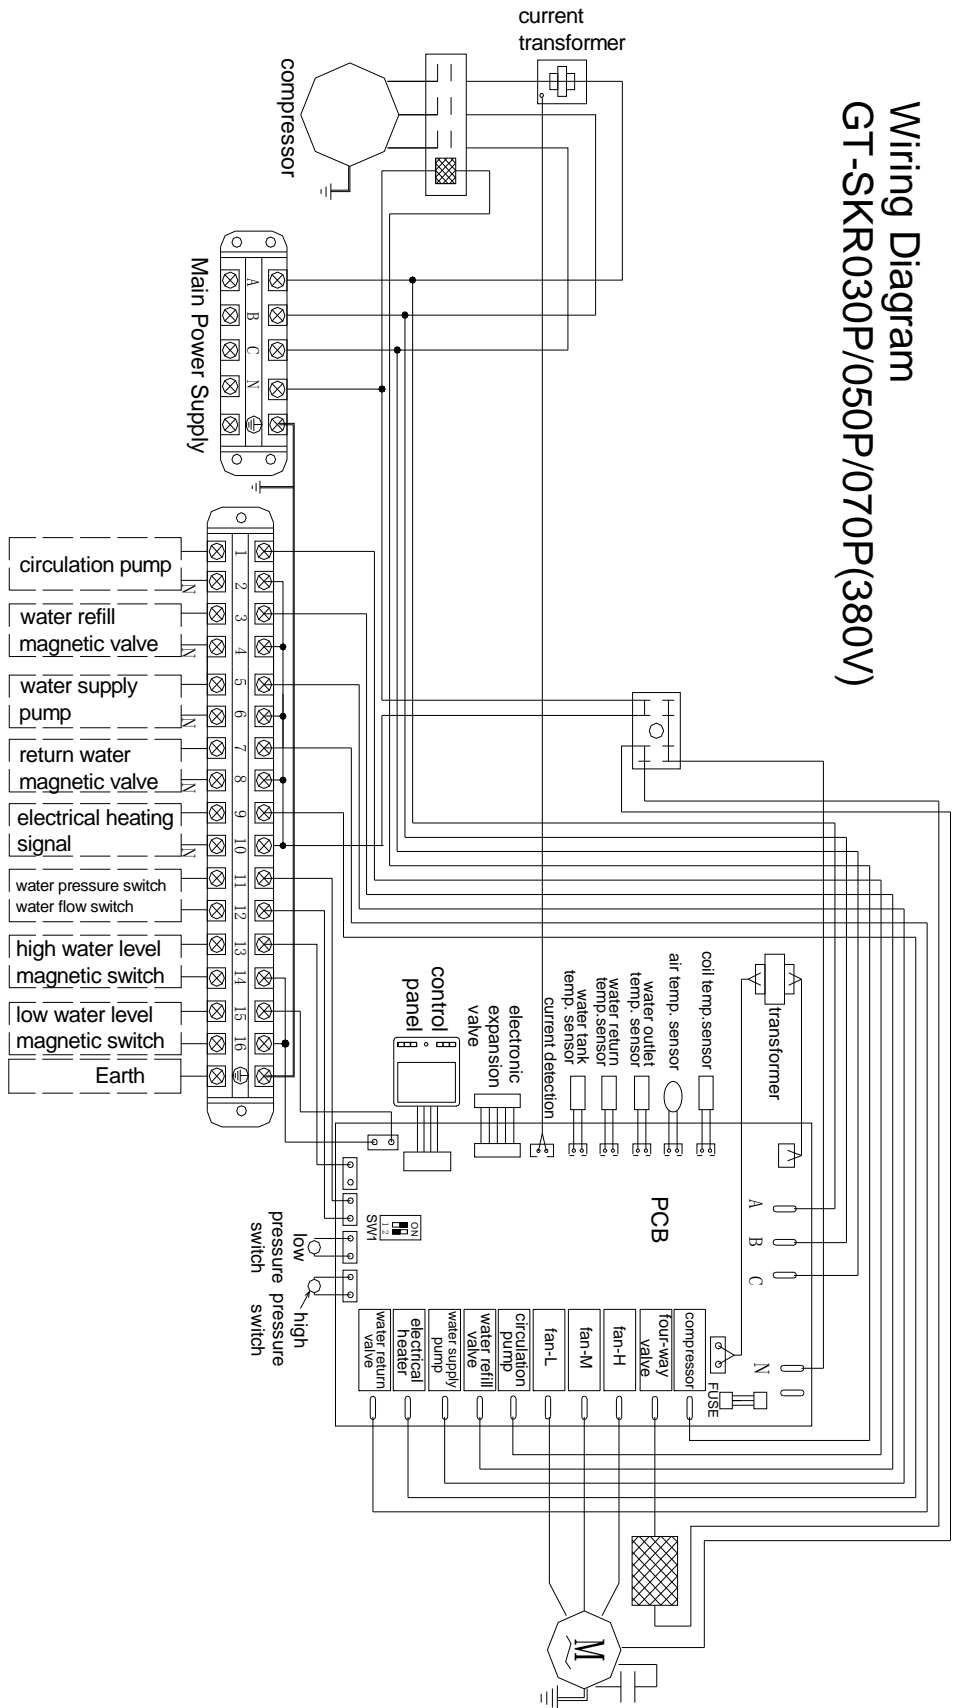 Wiring Diagram
GT-SKR030P/050P/070P(380V)
current
transformer
compressor
Main Power Supply
A
B
C
N
circulation pump
N
water refill
magnetic valve
N
water supply
pump
N
return water
magnetic valve
N
electrical heating
signal
N
water pressure switch
water flow switch
high water level
magnetic switch
low water level
magnetic switch
Earth
1
2
3
4
5
6
7
8
9
10
11
12
13
14
15
16
control
panel
electronic
expansion
valve
current detection
water tank
temp. sensor
water return
temp.sensor
water outlet
temp. sensor
air temp. sensor
coil temp.sensor
transformer
PCB
A
B
C
N
SW1
ON
1 2
low
pressure
switch
high
pressure
switch
water return
valve
electrical
heater
water supply
pump
water refill
valve
circulation
pump
fan-L
fan-M
fan-H
four-way
valve
compressor
FUSE
M
~